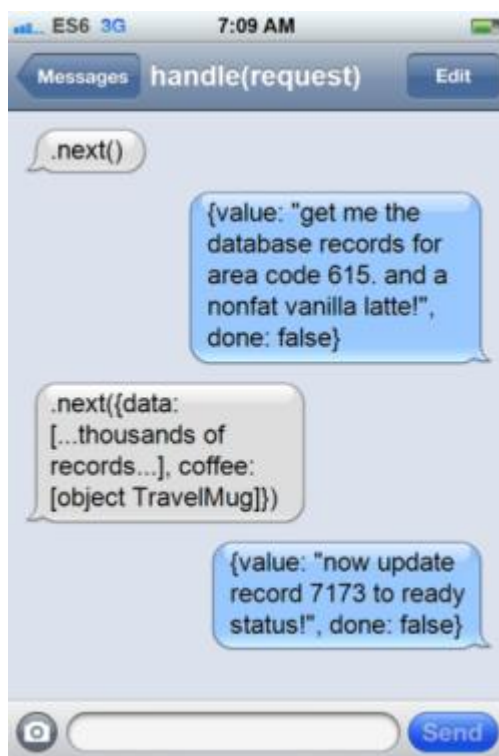 ES6 3G 7:09 AM
Messages handle(request) Edit
.next()
{value: "get me the
database records for
area code 615. and a
nonfat vanilla latte!",
done: false}
.next({data:
[...thousands of
records...], coffee:
[object TravelMug]})
{value: "now update
record 7173 to ready
status!", done: false}
Send